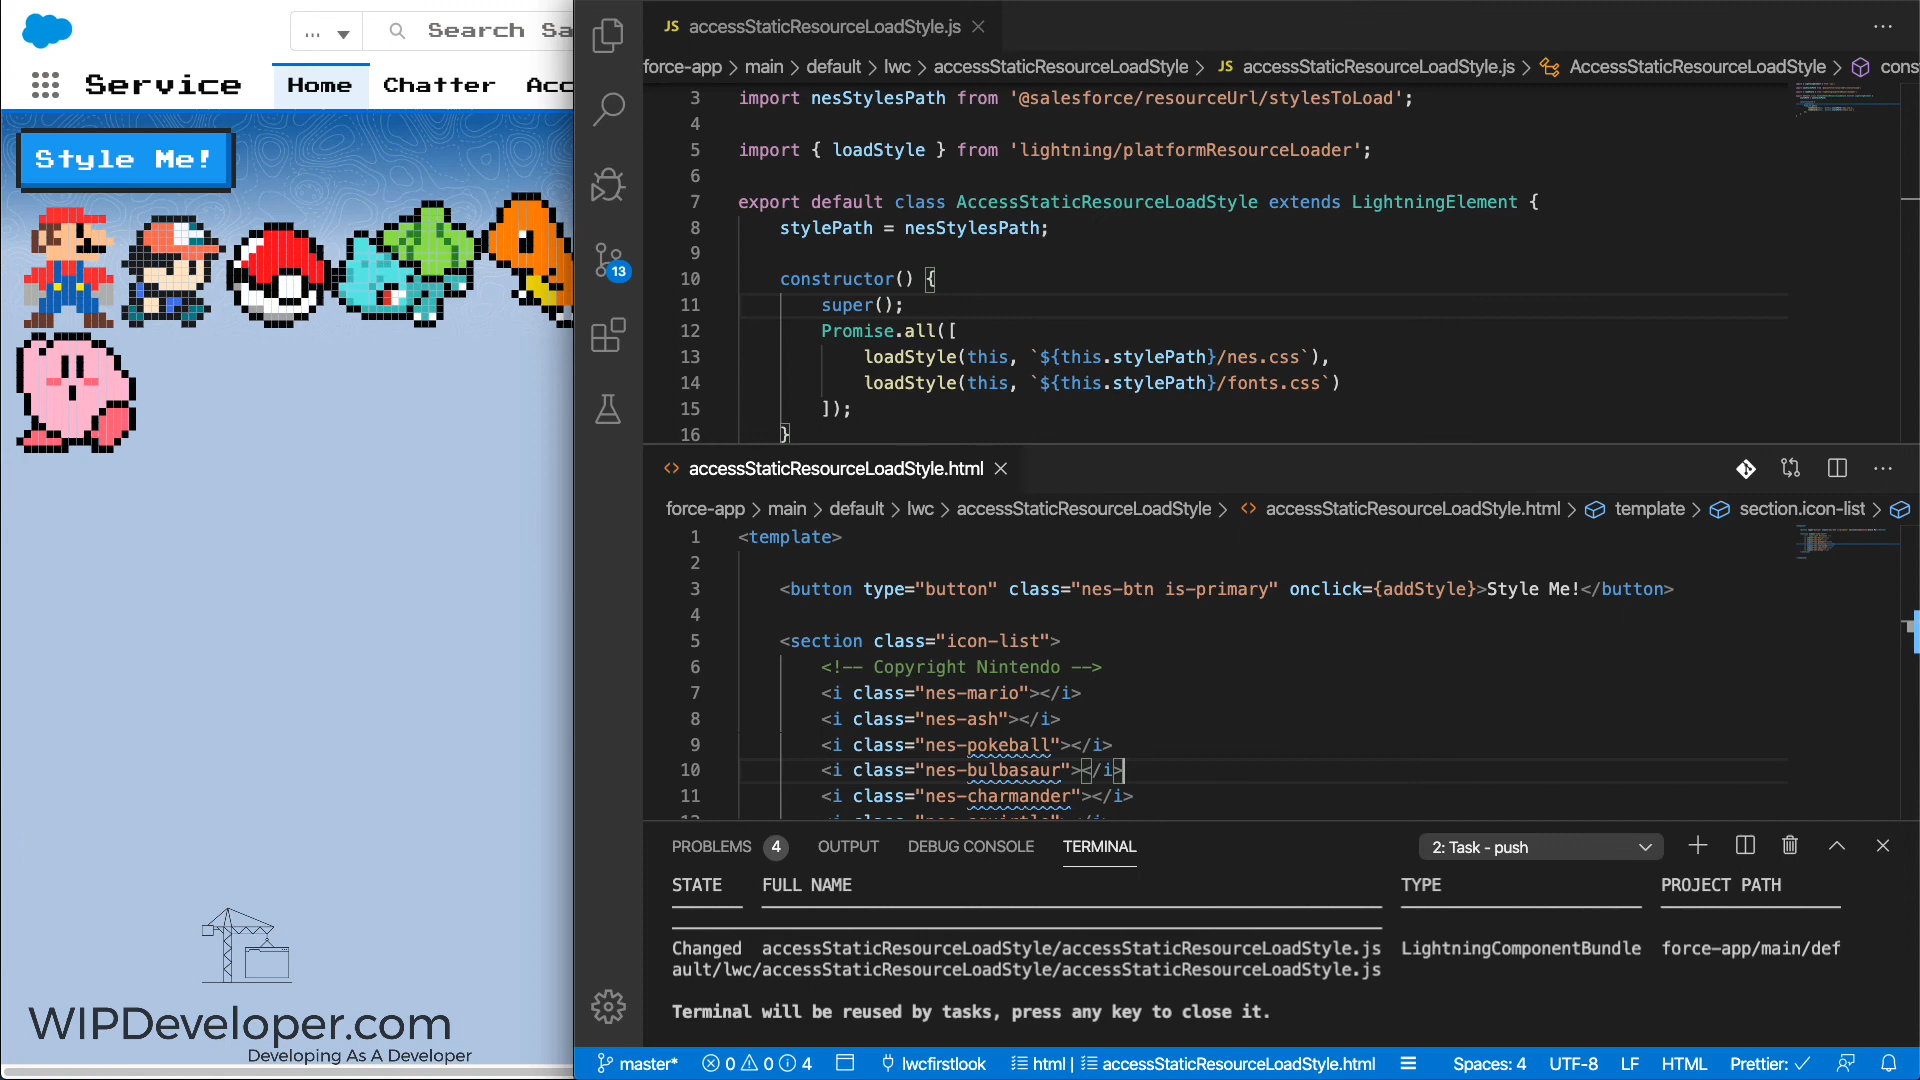 ... Search Sa
Service Home Chatter Acc
Style Me!
WIPDeveloper.com
Developing As A Developer
JS accessStaticResourceLoadStyle.js
force-app > main > default > lwc > accessStaticResourceLoadStyle > JS accessStaticResourceLoadStyle.js > AccessStaticResourceLoadStyle > cons
3 import nesStylesPath from '@salesforce/resourceUrl/stylesToLoad';
4
5 import { loadStyle } from 'lightning/platformResourceLoader';
6
7 export default class AccessStaticResourceLoadStyle extends LightningElement {
8 stylePath = nesStylesPath;
9
10 constructor() {
11 super();
12 Promise.all([
13 loadStyle(this, `${this.stylePath}/nes.css`),
14 loadStyle(this, `${this.stylePath}/fonts.css`)
15 ]);
16 }
13
<> accessStaticResourceLoadStyle.html
force-app > main > default > lwc > accessStaticResourceLoadStyle > <> accessStaticResourceLoadStyle.html > template > section.icon-list >
1 <template>
2
3 <button type="button" class="nes-btn is-primary" onclick={addStyle}>Style Me!</button>
4
5 <section class="icon-list">
6 <!-- Copyright Nintendo -->
7 <i class="nes-mario"></i>
8 <i class="nes-ash"></i>
9 <i class="nes-pokeball"></i>
10 <i class="nes-bulbasaur"></i>
11 <i class="nes-charmander"></i>
PROBLEMS 4 OUTPUT DEBUG CONSOLE TERMINAL 2: Task - push
STATE FULL NAME TYPE PROJECT PATH
Changed accessStaticResourceLoadStyle/accessStaticResourceLoadStyle.js LightningComponentBundle force-app/main/def
ault/lwc/accessStaticResourceLoadStyle/accessStaticResourceLoadStyle.js
Terminal will be reused by tasks, press any key to close it.
master* 0 0 4 lwcfirstlook html | accessStaticResourceLoadStyle.html Spaces: 4 UTF-8 LF HTML Prettier: ✓